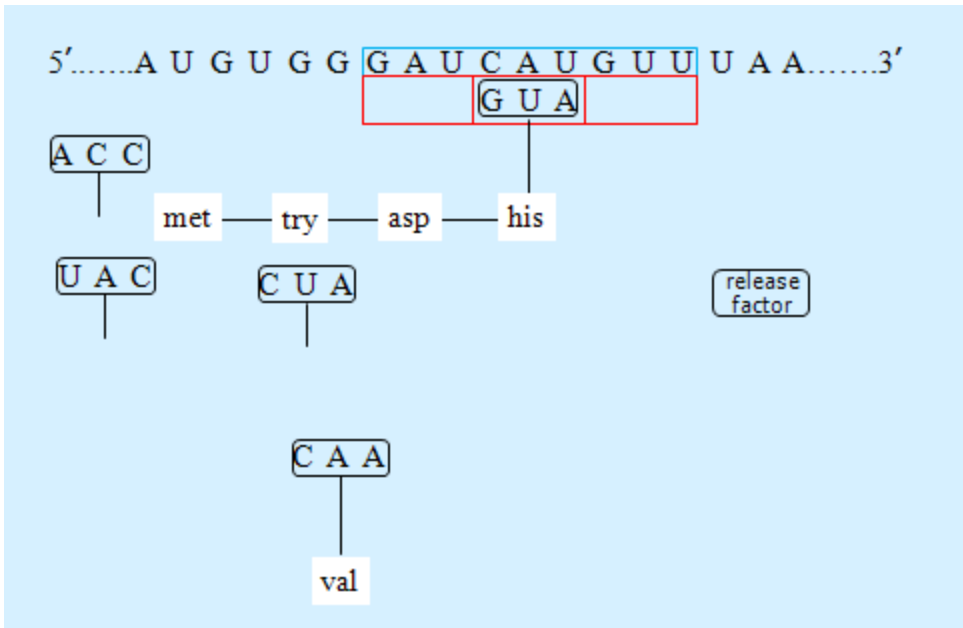 5′.......A U G U G G G A U C A U G U U U A A.......3′
G U A
A C C
met try asp his
U A C
C U A
release
factor
C A A
val